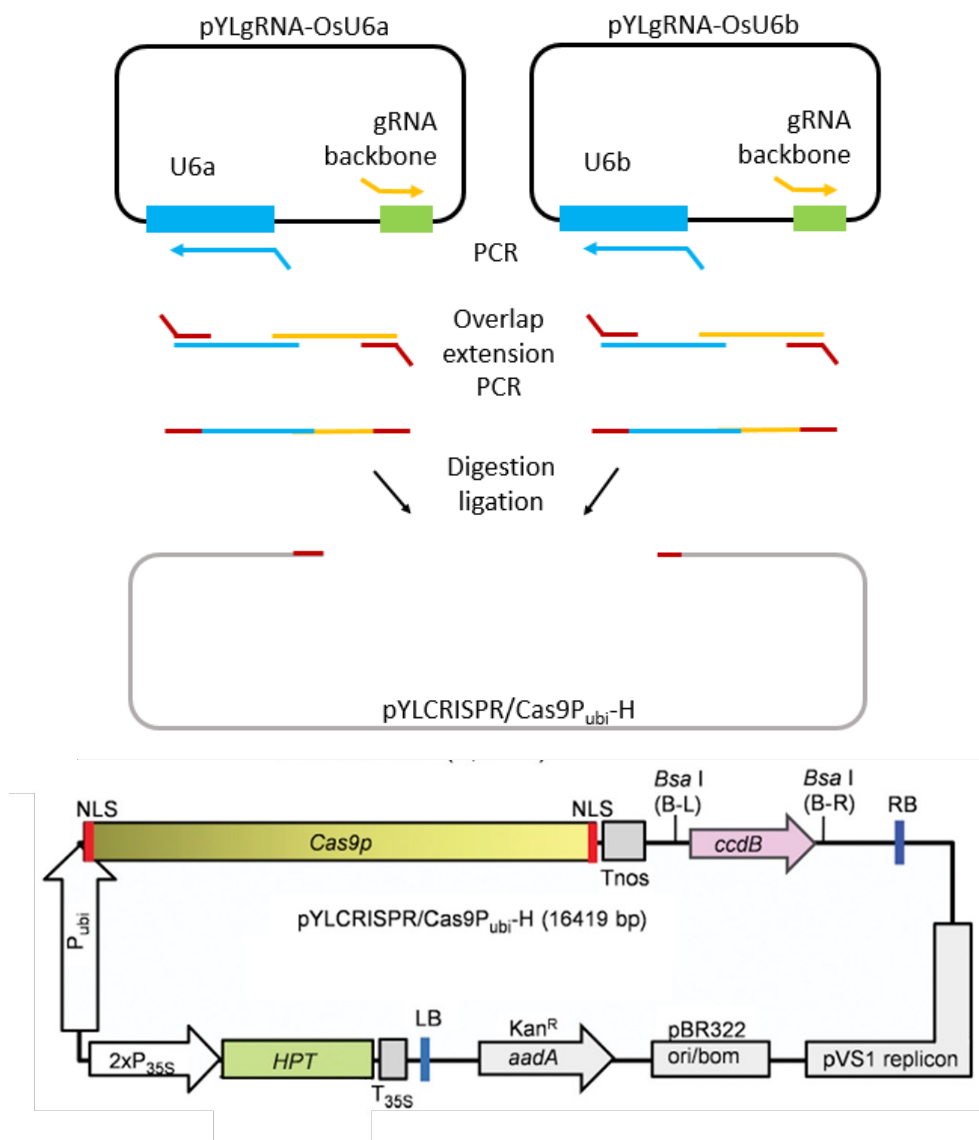 pYLgRNA-OsU6a
pYLgRNA-OsU6b
gRNA
backbone
U6a
gRNA
backbone
U6b
PCR
Overlap
extension
PCR
Digestion
ligation
pYLCRISPR/Cas9Pubi-H
Bsa I
(B-L)
Bsa I
(B-R)
RB
NLS
NLS
Cas9p
ccdB
Tnos
pYLCRISPR/Cas9Pubi-H (16419 bp)
Pubi
LB
KanR
pBR322
2xP35S
HPT
aadA
ori/bom
pVS1 replicon
T35S